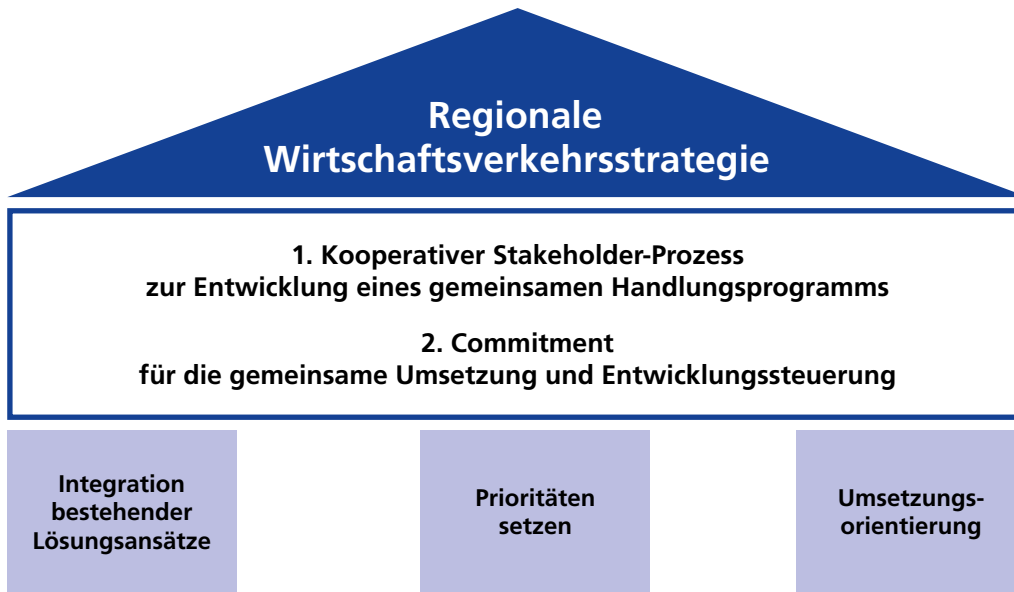 Regionale
Wirtschaftsverkehrsstrategie
1. Kooperativer Stakeholder-Prozess
zur Entwicklung eines gemeinsamen Handlungsprogramms
2. Commitment
für die gemeinsame Umsetzung und Entwicklungssteuerung
Integration
bestehender
Lösungsansätze
Prioritäten
setzen
Umsetzungs-
orientierung